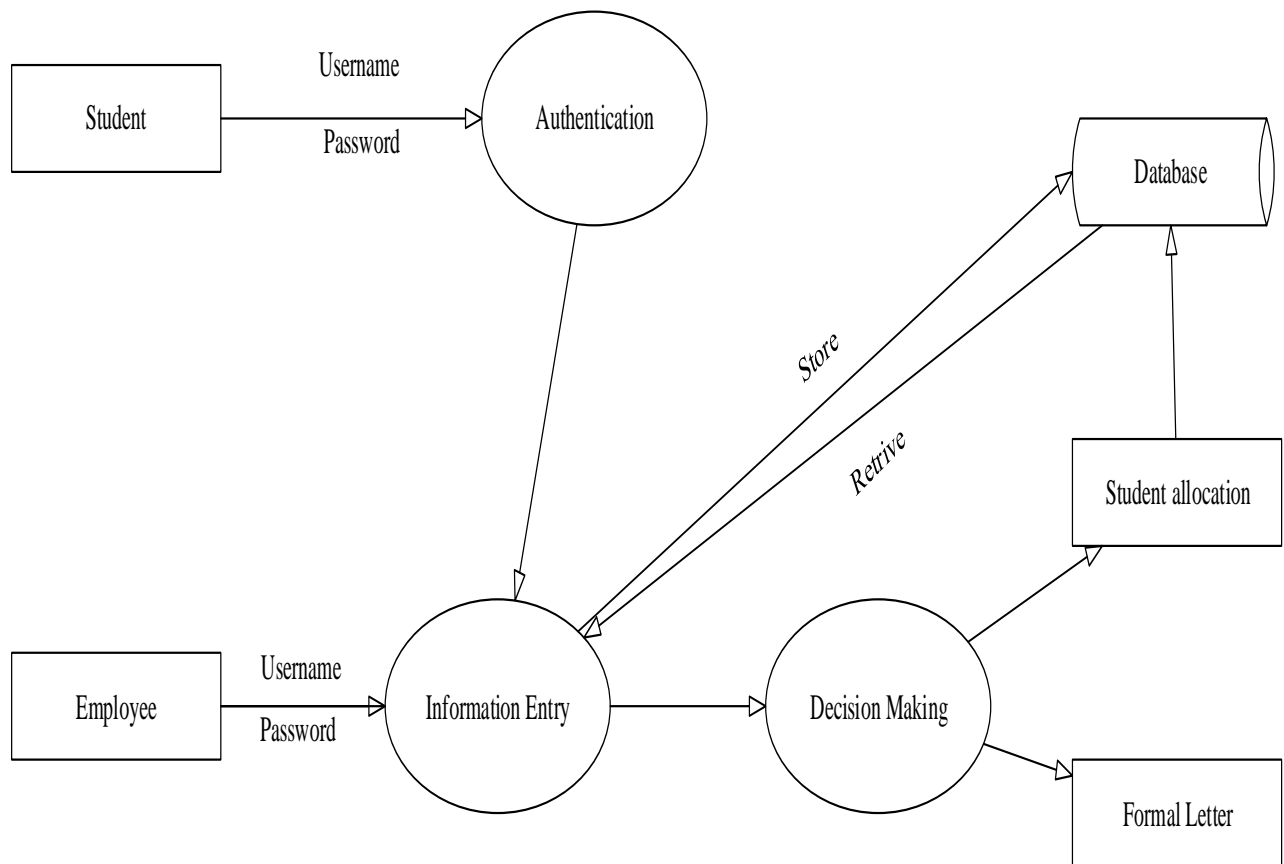 Username
Student
Authentication
Password
Database
Store
Retrive
Student allocation
Username
Employee
Information Entry
Decision Making
Password
Formal Letter